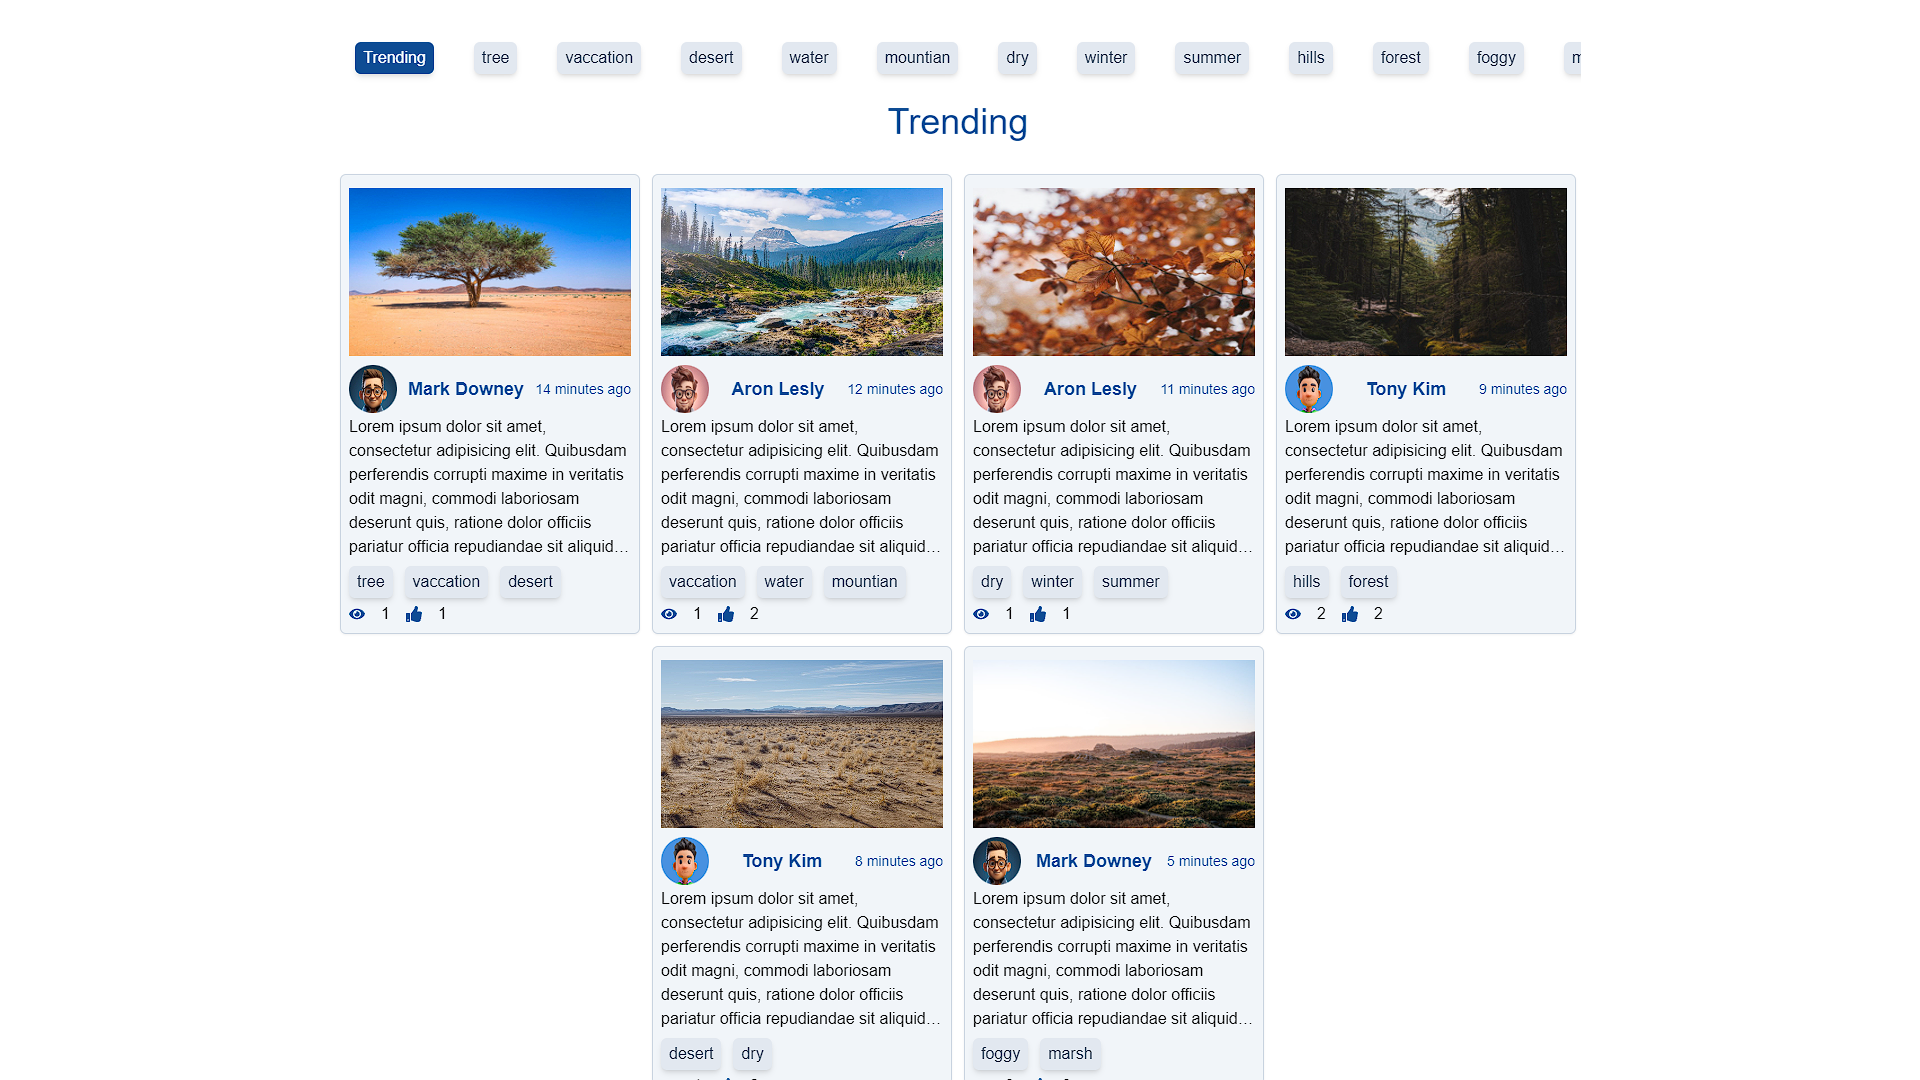 Trending tree vaccation desert water mountian dry winter summer hills forest foggy
Trending
Mark Downey 14 minutes ago
Lorem ipsum dolor sit amet,
consectetur adipisicing elit. Quibusdam
perferendis corrupti maxime in veritatis
odit magni, commodi laboriosam
deserunt quis, ratione dolor officiis
pariatur officia repudiandae sit aliquid...
tree vaccation desert
1 1
Aron Lesly 12 minutes ago
Lorem ipsum dolor sit amet,
consectetur adipisicing elit. Quibusdam
perferendis corrupti maxime in veritatis
odit magni, commodi laboriosam
deserunt quis, ratione dolor officiis
pariatur officia repudiandae sit aliquid...
vaccation water mountian
1 2
Aron Lesly 11 minutes ago
Lorem ipsum dolor sit amet,
consectetur adipisicing elit. Quibusdam
perferendis corrupti maxime in veritatis
odit magni, commodi laboriosam
deserunt quis, ratione dolor officiis
pariatur officia repudiandae sit aliquid...
dry winter summer
1 1
Tony Kim 9 minutes ago
Lorem ipsum dolor sit amet,
consectetur adipisicing elit. Quibusdam
perferendis corrupti maxime in veritatis
odit magni, commodi laboriosam
deserunt quis, ratione dolor officiis
pariatur officia repudiandae sit aliquid...
hills forest
2 2
Tony Kim 8 minutes ago
Lorem ipsum dolor sit amet,
consectetur adipisicing elit. Quibusdam
perferendis corrupti maxime in veritatis
odit magni, commodi laboriosam
deserunt quis, ratione dolor officiis
pariatur officia repudiandae sit aliquid...
desert dry
Mark Downey 5 minutes ago
Lorem ipsum dolor sit amet,
consectetur adipisicing elit. Quibusdam
perferendis corrupti maxime in veritatis
odit magni, commodi laboriosam
deserunt quis, ratione dolor officiis
pariatur officia repudiandae sit aliquid...
foggy marsh